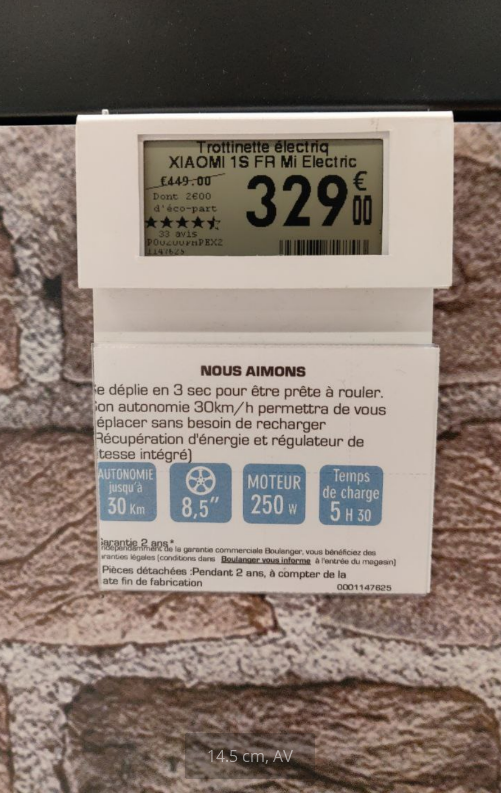 Trottinette électriq
XIAOMI 1S FR Mi Electric
£449.00
Dont 2€00
d'éco-part
33 avis
1147625
329€00
NOUS AIMONS
e déplie en 3 sec pour être prête à rouler.
on autonomie 30km/h permettra de vous
éplacer sans besoin de recharger
Récupération d'énergie et régulateur de
tesse intégré)
AUTONOMIE
jusqu'à
30 Km
8,5"
MOTEUR
250 W
Temps
de charge
5 H 30
arantie 2 ans*
ndépendamment de la garantie commerciale Boulanger, vous bénéficiez des
aranties légales (conditions dans Boulanger vous informe à l'entrée du magasin)
Pièces détachées :Pendant 2 ans, à compter de la
ate fin de fabrication
0001147625
14.5 cm, AV